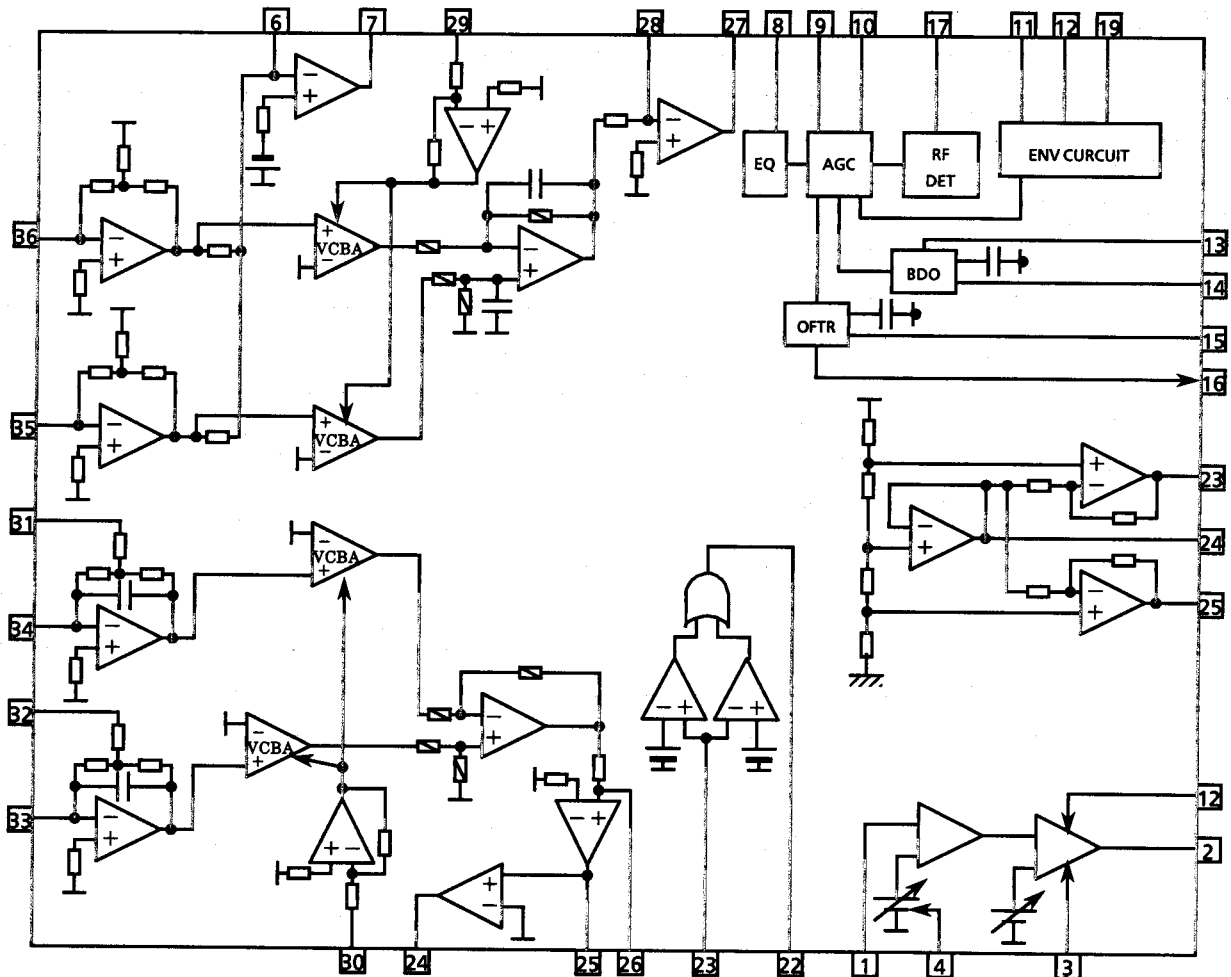 6 7 29 28 27 8 9 10 17 11 12 19
− +
− +
EQ AGC RF DET ENV CURCUIT
36 − + + VCBA − − +
13
BDO
14
OFTR
15
16
35 − + + VCBA −
+ − 23
31
− VCBA +
− + 24
34 − +
− + 25
32
− VCBA +
− +
− + − +
33 − +
+ −
− +
12
2
+ −
30 24 25 26 23 22 1 4 3